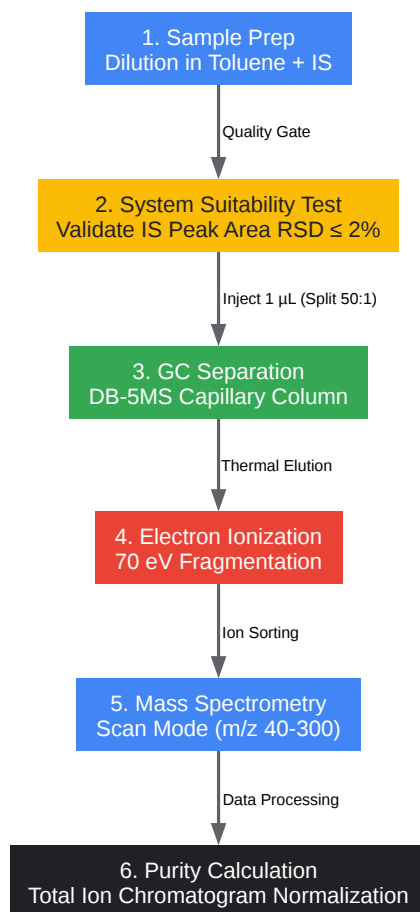 1. Sample Prep
Dilution in Toluene + IS
Quality Gate
2. System Suitability Test
Validate IS Peak Area RSD ≤ 2%
Inject 1 µL (Split 50:1)
3. GC Separation
DB-5MS Capillary Column
Thermal Elution
4. Electron Ionization
70 eV Fragmentation
Ion Sorting
5. Mass Spectrometry
Scan Mode (m/z 40-300)
Data Processing
6. Purity Calculation
Total Ion Chromatogram Normalization